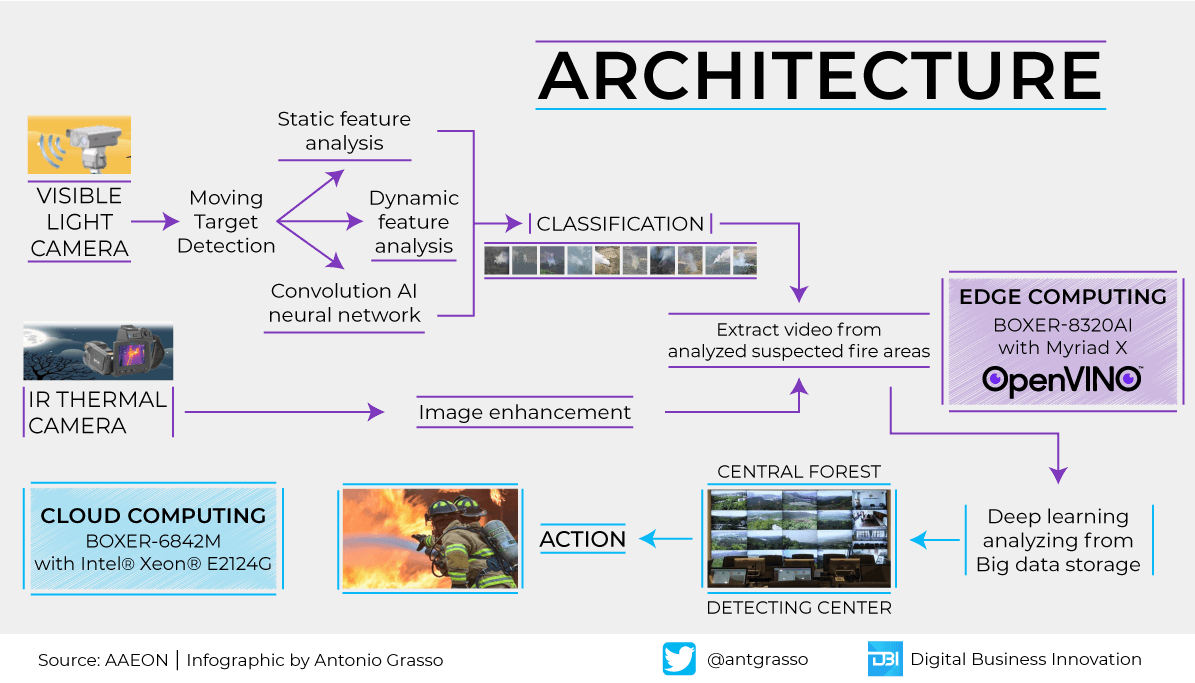 ARCHITECTURE
Static feature
analysis
VISIBLE
LIGHT
CAMERA
Moving
Target
Detection
Dynamic
feature
analysis
Convolution AI
neural network
CLASSIFICATION
IR THERMAL
CAMERA
Image enhancement
Extract video from
analyzed suspected fire areas
EDGE COMPUTING
BOXER-8320AI
with Myriad X
OpenVINO™
Deep learning
analyzing from
Big data storage
CENTRAL FOREST
DETECTING CENTER
ACTION
CLOUD COMPUTING
BOXER-6842M
with Intel® Xeon® E2124G
Source: AAEON | Infographic by Antonio Grasso
@antgrasso
DBI
Digital Business Innovation